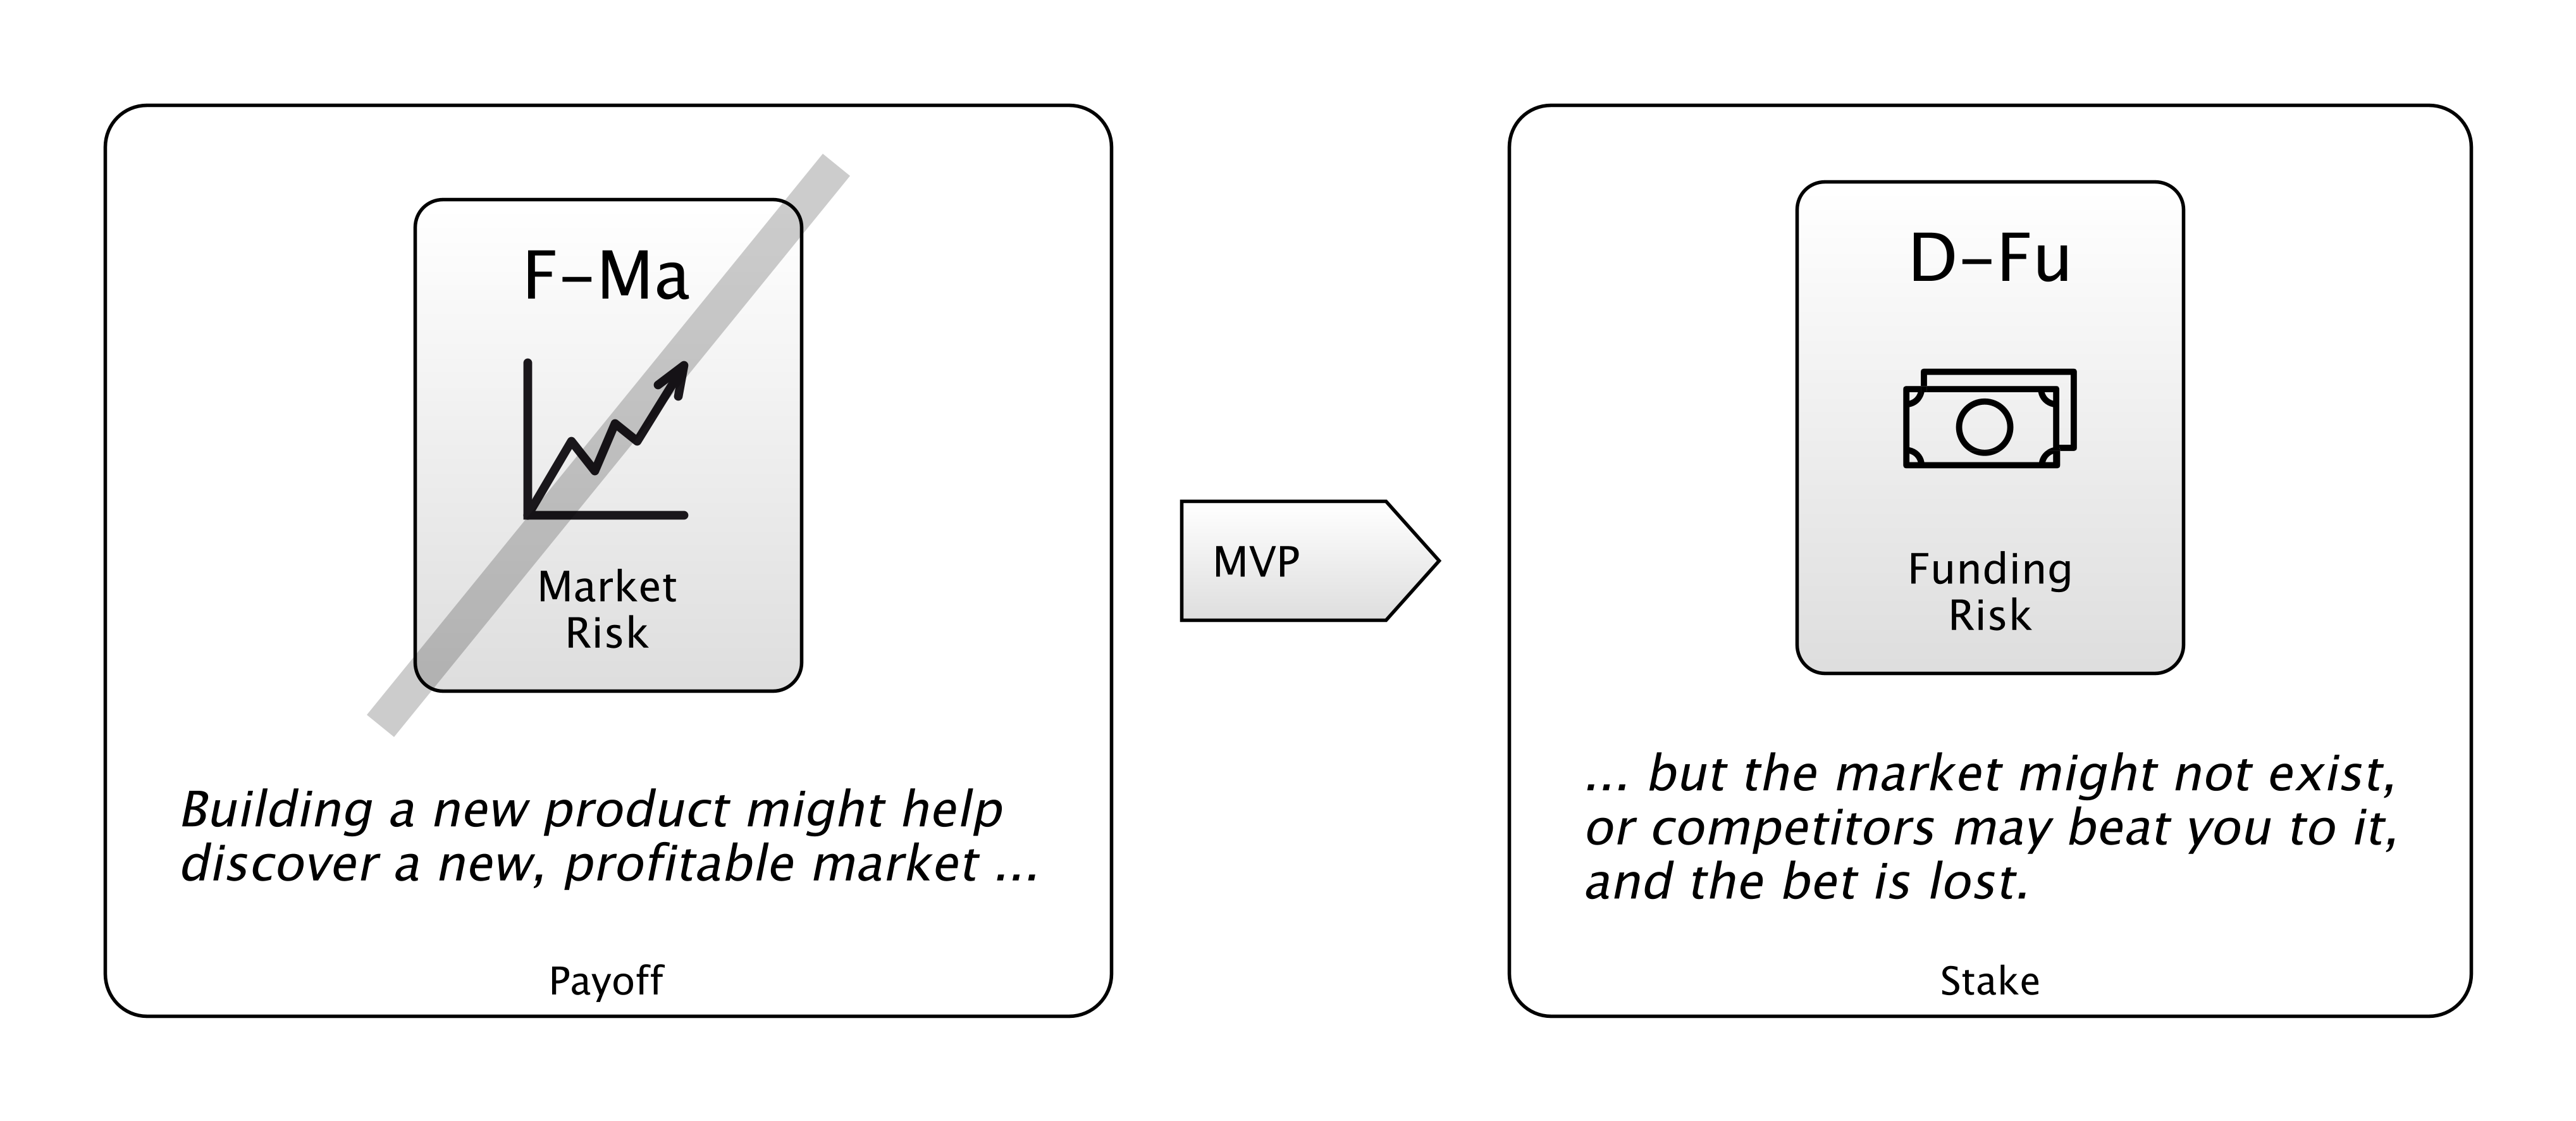 F–Ma
Market
Risk
Building a new product might help
discover a new, profitable market ...
Payoff
MVP
D–Fu
Funding
Risk
... but the market might not exist,
or competitors may beat you to it,
and the bet is lost.
Stake